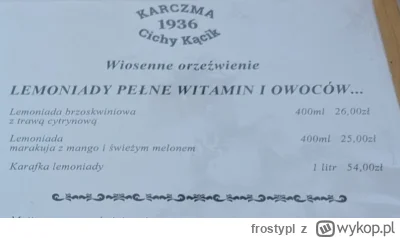 KARCZMA
1936
Cichy Kącik
Wiosenne orzeźwienie
LEMONIADY PEŁNE WITAMIN I OWOCÓW...
Lemoniada brzoskwiniowa 400ml 26,00zł
z trawą cytrynową
Lemoniada 400ml 25,00zł
marakuja z mango i świeżym melonem
Karafka lemoniady 1 litr 54,00zł
frostypl z wykop.pl